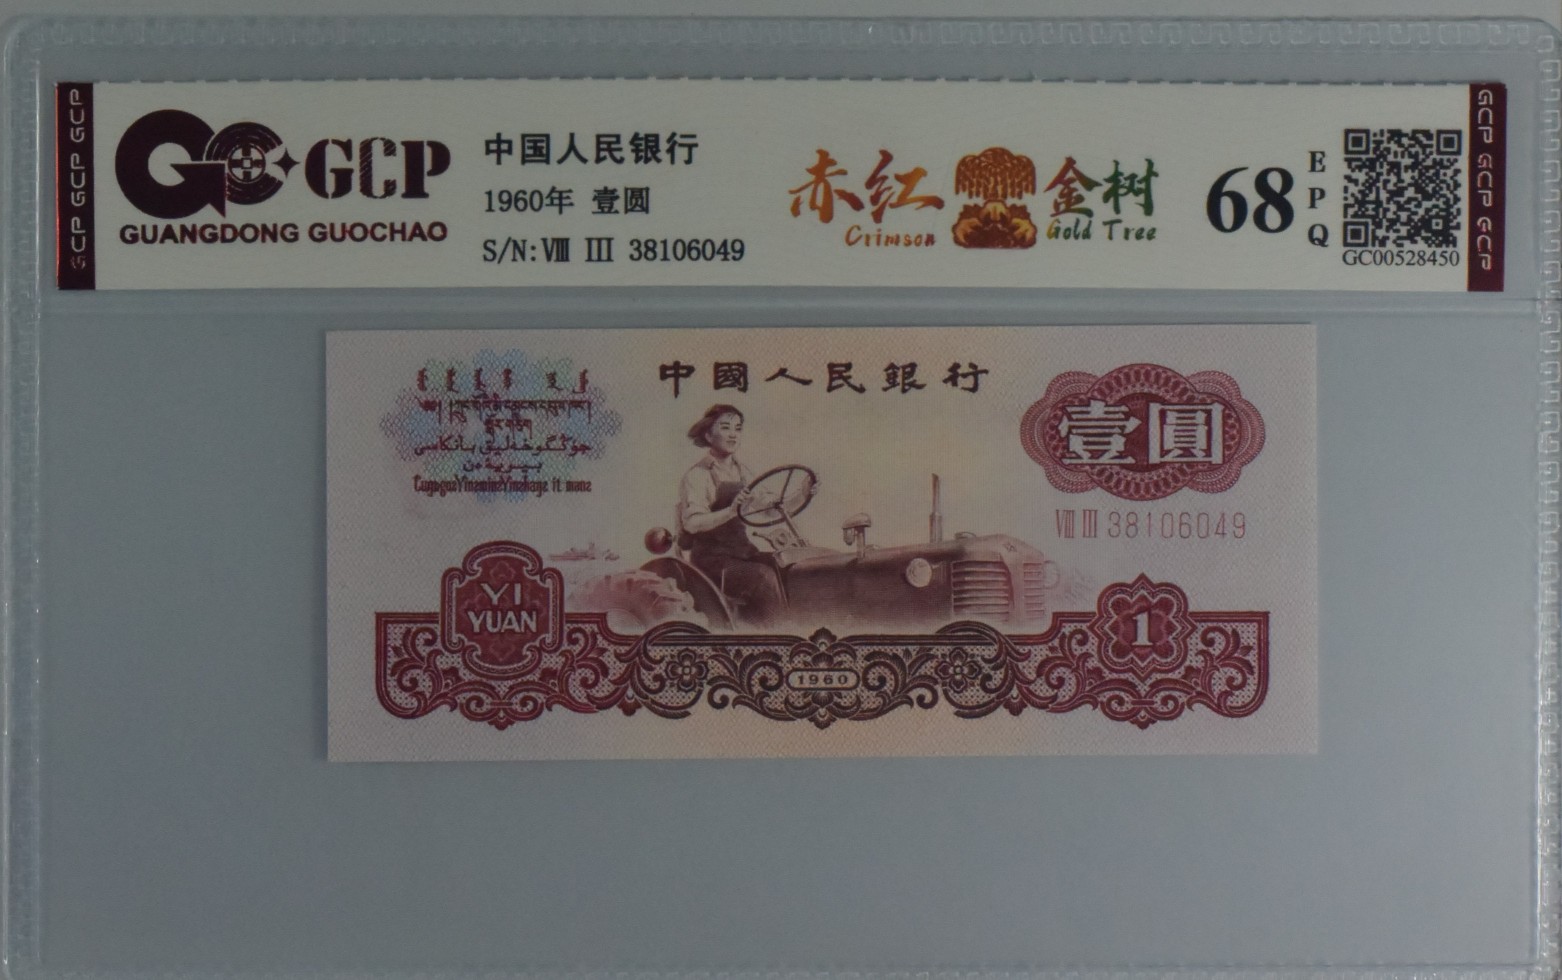 GCP GCP GCP
GCP
GUANGDONG GUOCHAO
中国人民银行
1960年 壹圆
S/N: Ⅷ Ⅲ 38106049
赤红 金树
Crimson Gold Tree
68
EPQ
GC00528450
GCP GCP GCP
中國人民銀行
壹圓
Ⅷ Ⅲ 38106049
YI
YUAN
1
1960